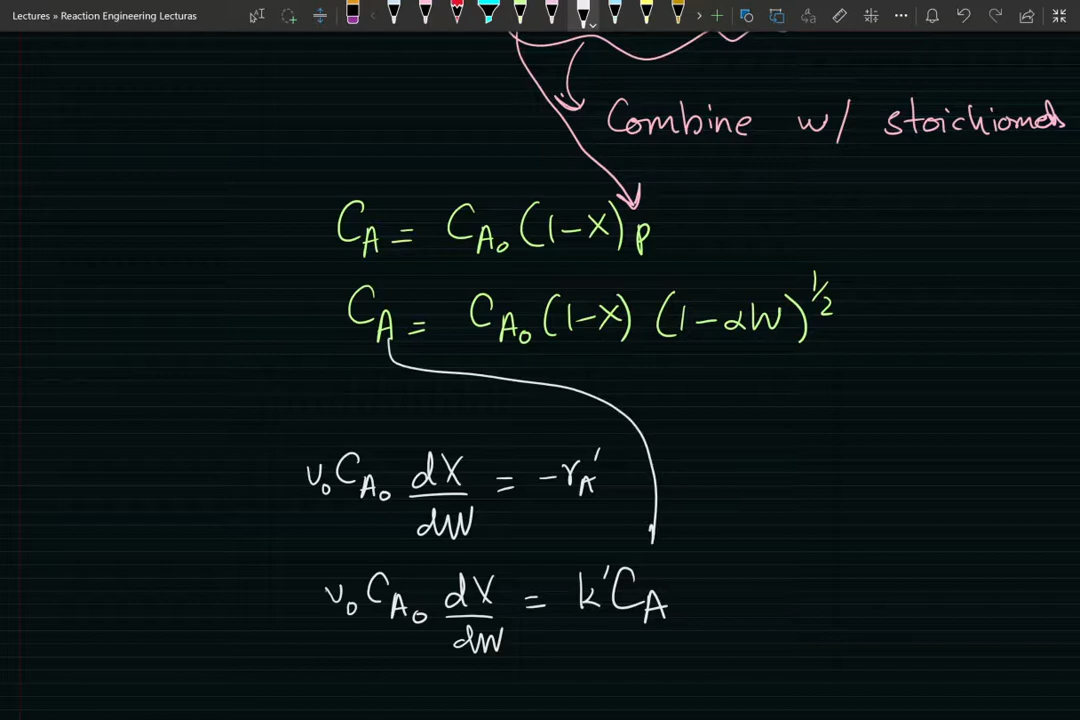 Lectures » Reaction Engineering Lecturas
Combine w/ stoichiomet
C_A = C_A₀ (1-X) p
C_A = C_A₀ (1-X) (1-αW)^1/2
υ₀ C_A₀ dX/dW = -r_A'
υ₀ C_A₀ dX/dW = k' C_A